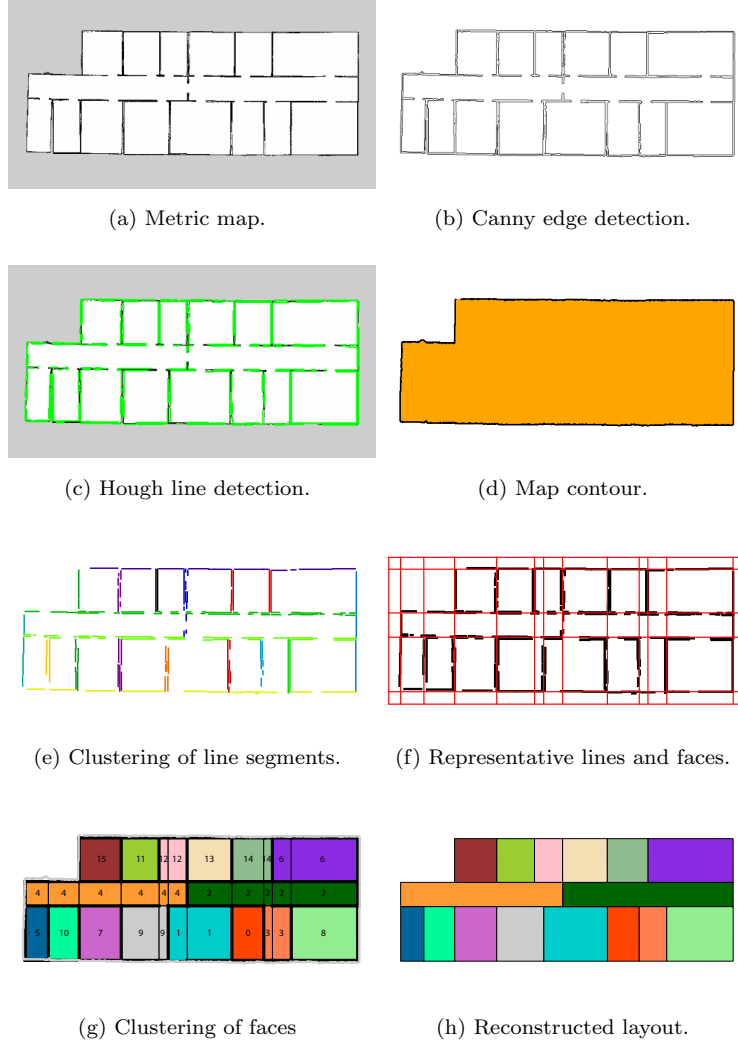 (a) Metric map.
(b) Canny edge detection.
(c) Hough line detection.
(d) Map contour.
(e) Clustering of line segments.
(f) Representative lines and faces.
15 11 12 12 13 14 14 6 6
4 4 4 4 4 4 2 2 2 2 2
5 10 7 9 9 1 1 0 3 3 8
(g) Clustering of faces
(h) Reconstructed layout.